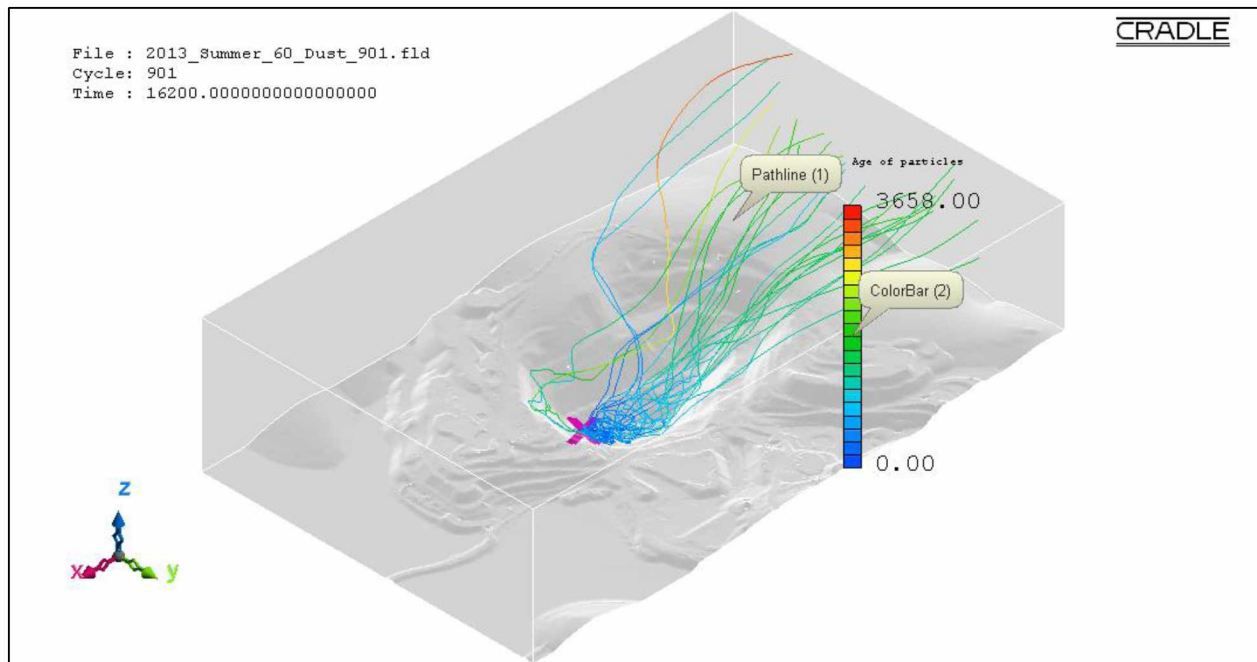 CRADLE
File : 2013_Summer_60_Dust_901.fld
Cycle: 901
Time : 16200.0000000000000000
Pathline (1)
Age of particles
3658.00
ColorBar (2)
0.00
z
x
y